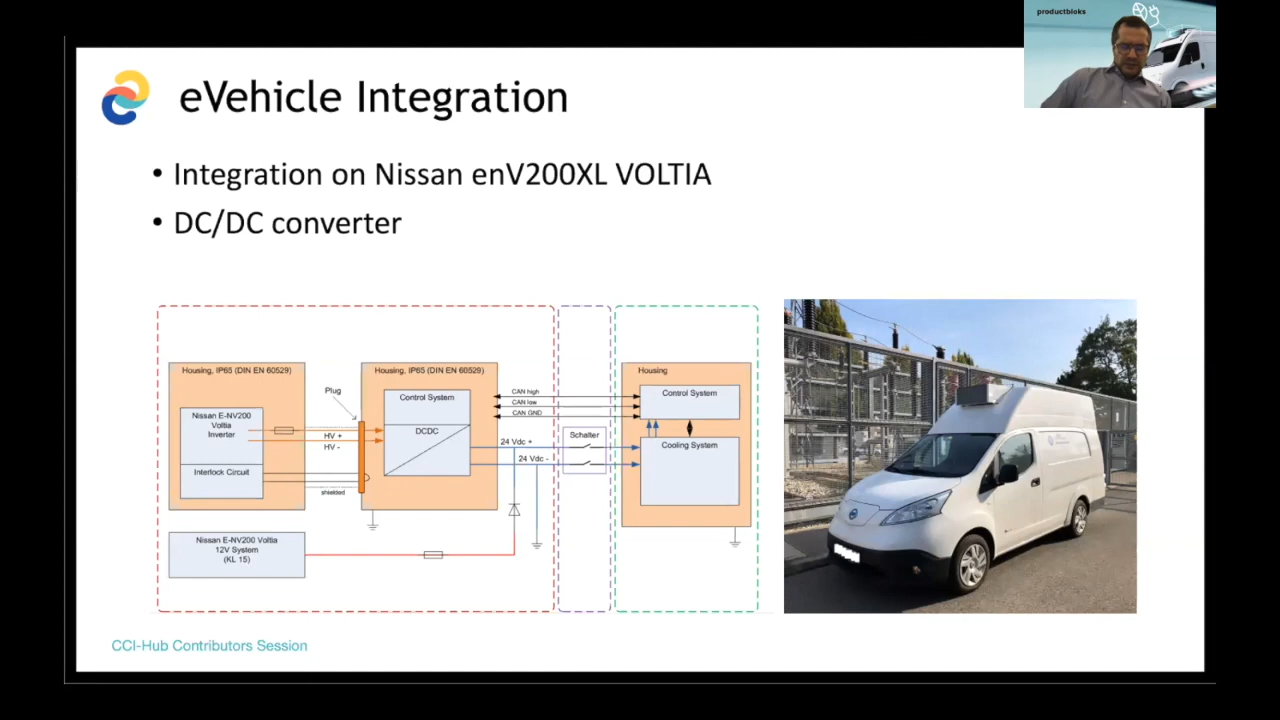 productbloks
eVehicle Integration
• Integration on Nissan enV200XL VOLTIA
• DC/DC converter
Housing, IP65 (DIN EN 60529)
Nissan E-NV200
Voltia
Inverter
Interlock Circuit
Plug
HV +
HV -
shielded
Housing, IP65 (DIN EN 60529)
Control System
DCDC
CAN high
CAN low
CAN GND
24 Vdc +
24 Vdc -
Schalter
Housing
Control System
Cooling System
Nissan E-NV200 Voltia
12V System
(KL 15)
CCI-Hub Contributors Session